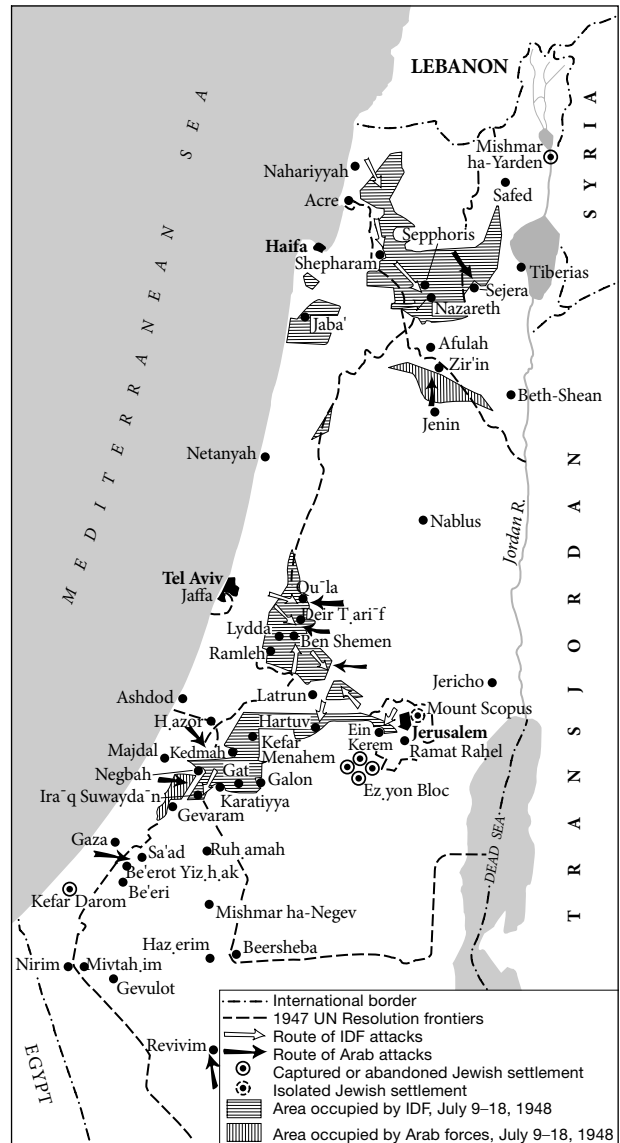 LEBANON
SYRIA
MEDITERRANEAN SEA
Mishmar
ha-Yarden
Nahariyyah
Safed
Acre
Sepphoris
Haifa
Shepharam
Tiberias
Sejera
Nazareth
Jaba'
Afulah
Zir'in
Beth-Shean
Jenin
Netanyah
Jordan R.
Nablus
TRANSJORDAN
Tel Aviv
Jaffa
Qu¯la
Deir T.ari¯f
Lydda
Ben Shemen
Ramleh
Jericho
Latrun
Ashdod
Mount Scopus
H.azor
Hartuv
Ein
Kerem
Jerusalem
Ramat Rahel
Kefar
Menahem
Majdal
Kedmah
Negbah
Gat
Galon
Ez.yon Bloc
Ira¯q Suwayda¯n
Karatiyya
Gevaram
DEAD SEA
Gaza
Sa'ad
Ruh.amah
Be'erot Yiz.h.ak
Be'eri
Kefar Darom
Mishmar ha-Negev
Haz.erim
Beersheba
Nirim
Mivtah.im
Gevulot
EGYPT
Revivim
International border
1947 UN Resolution frontiers
Route of IDF attacks
Route of Arab attacks
Captured or abandoned Jewish settlement
Isolated Jewish settlement
Area occupied by IDF, July 9–18, 1948
Area occupied by Arab forces, July 9–18, 1948